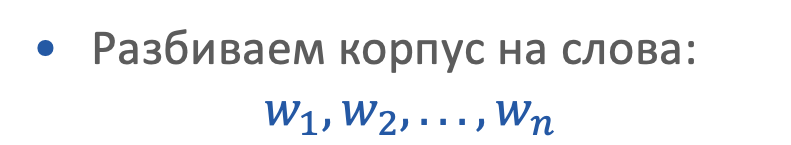 • Разбиваем корпус на слова:
w₁, w₂, . . . , wₙ